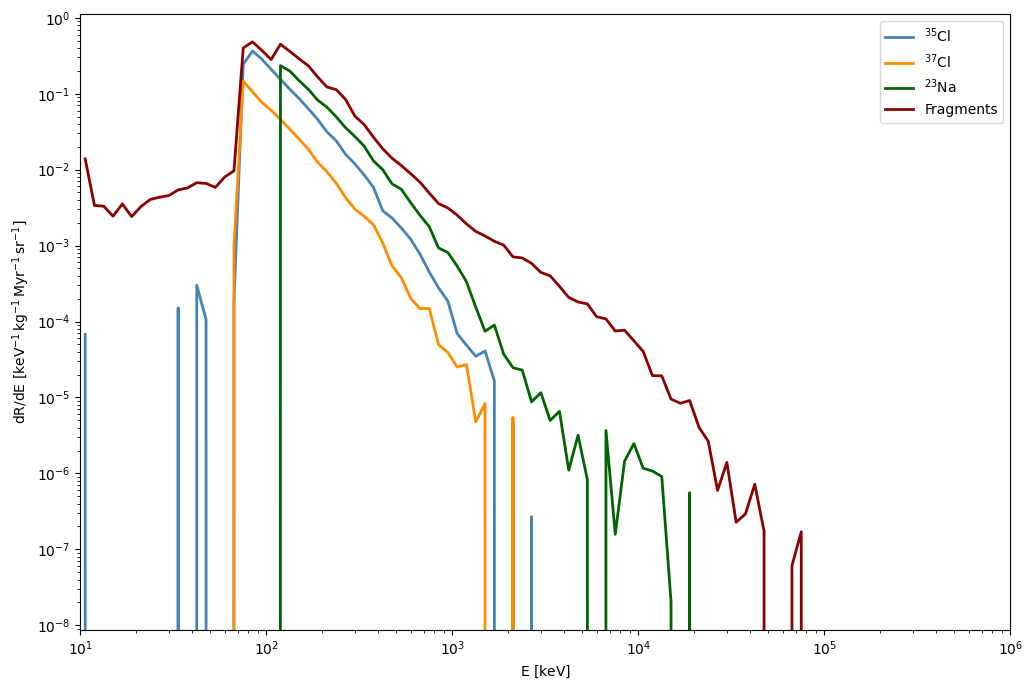 dR/dE [keV⁻¹ kg⁻¹ Myr⁻¹ sr⁻¹]
10⁰
10⁻¹
10⁻²
10⁻³
10⁻⁴
10⁻⁵
10⁻⁶
10⁻⁷
10⁻⁸
³⁵Cl
³⁷Cl
²³Na
Fragments
10¹ 10² 10³ 10⁴ 10⁵ 10⁶
E [keV]